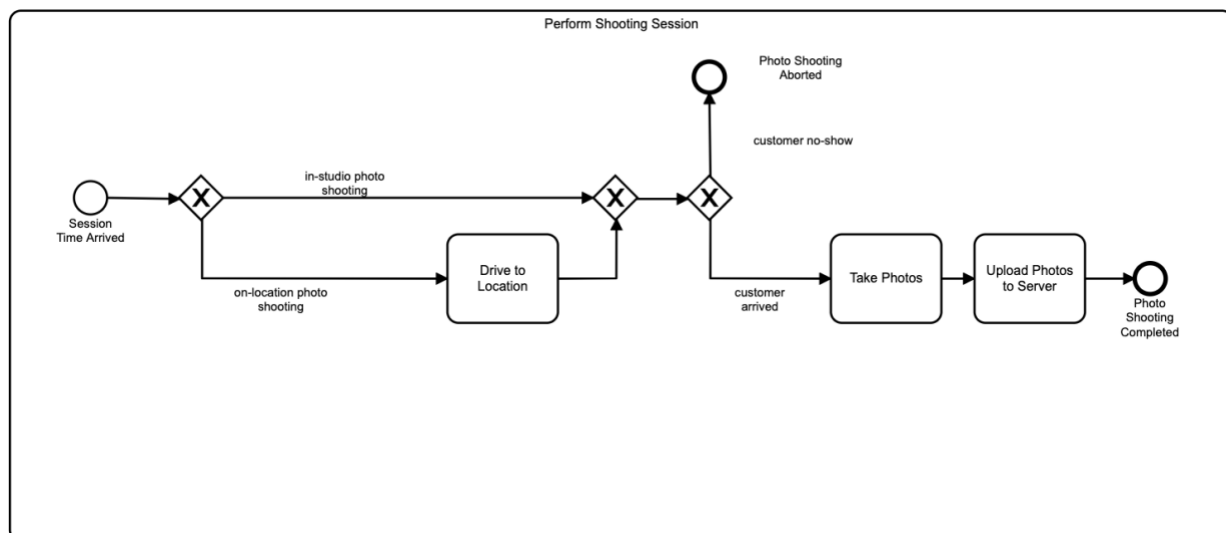 Perform Shooting Session
Photo Shooting
Aborted
customer no-show
in-studio photo
shooting
X
X
X
Session
Time Arrived
Drive to
Location
on-location photo
shooting
customer
arrived
Take Photos
Upload Photos
to Server
Photo
Shooting
Completed